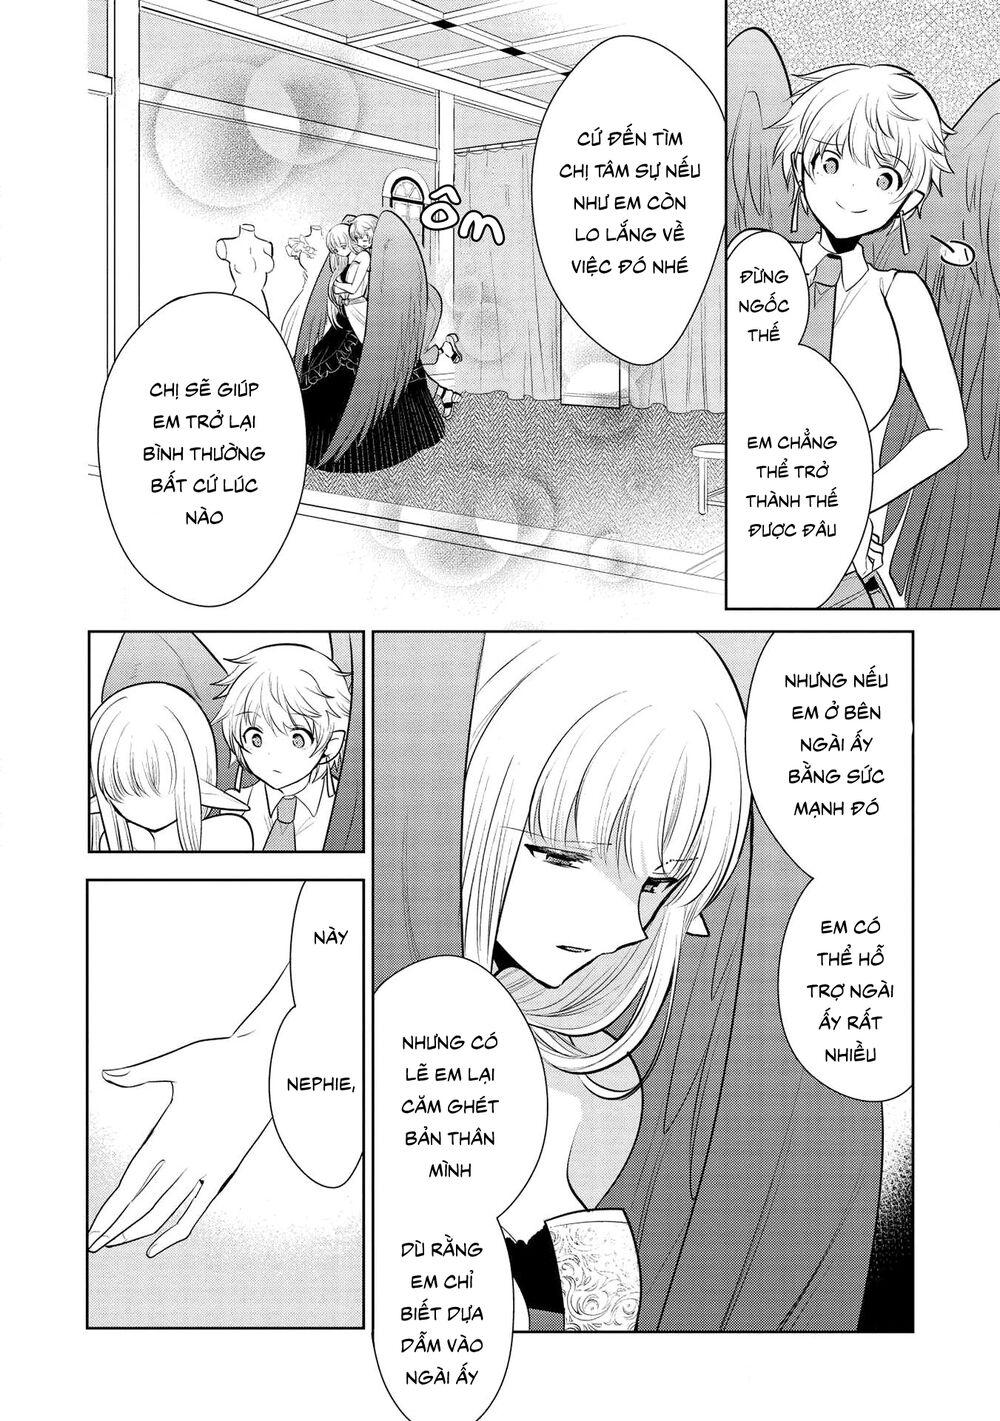 ĐỪNG
NGỐC
THẾ
EM CHẲNG
THỂ TRỞ
THÀNH THẾ
ĐƯỢC ĐÂU
CỨ ĐẾN TÌM
CHỊ TÂM SỰ NẾU
NHƯ EM CÒN
LO LẮNG VỀ
VIỆC ĐÓ NHÉ
ÔM
CHỊ SẼ GIÚP
EM TRỞ LẠI
BÌNH THƯỜNG
BẤT CỨ LÚC
NÀO
NHƯNG NẾU
EM Ở BÊN
NGÀI ẤY
BẰNG SỨC
MẠNH ĐÓ
EM CÓ
THỂ HỖ
TRỢ NGÀI
ẤY RẤT
NHIỀU
NHƯNG CÓ
LẼ EM LẠI
CĂM GHÉT
BẢN THÂN
MÌNH
DÙ RẰNG
EM CHỈ
BIẾT DỰA
DẪM VÀO
NGÀI ẤY
NÀY
NEPHIE,